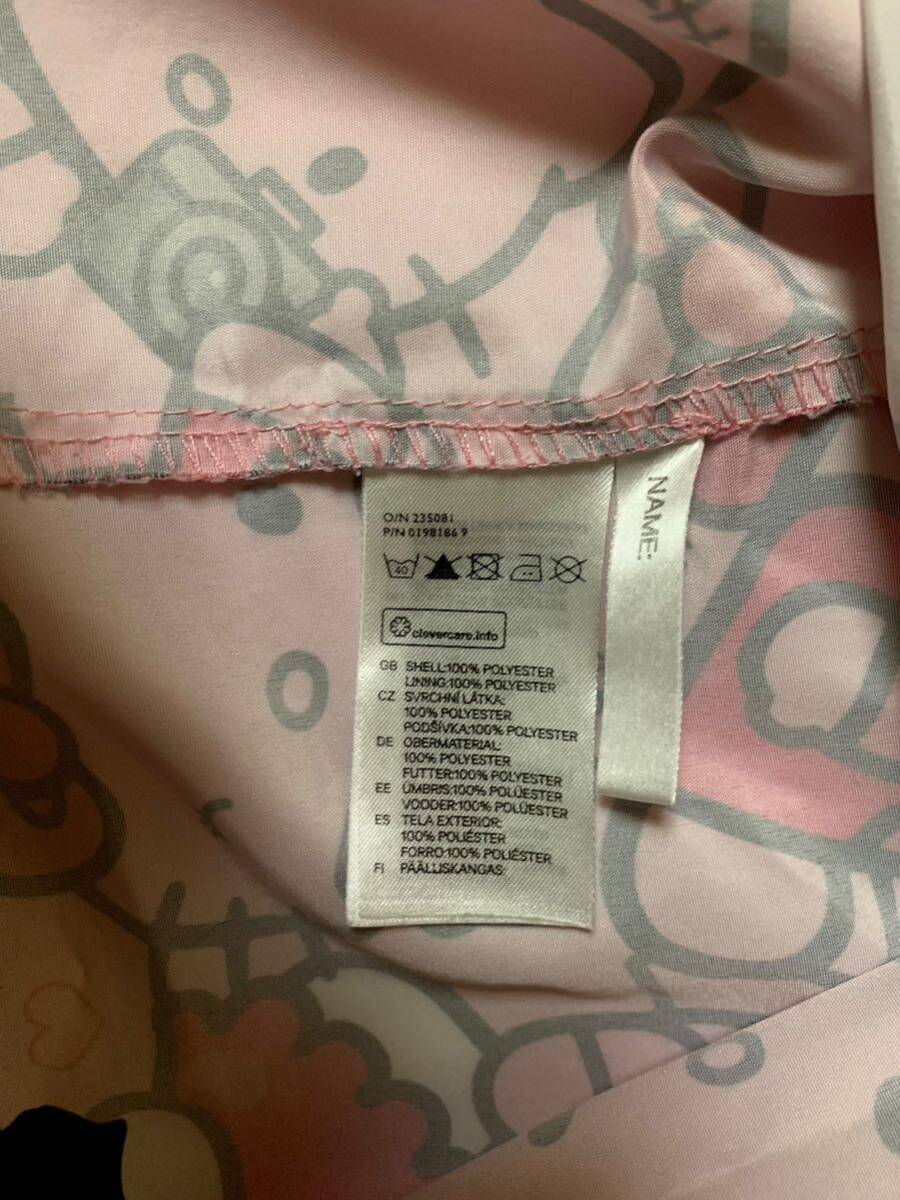 O/N 235081
P/N 0198186 9
40
clevercare.info
GB SHELL:100% POLYESTER
LINING:100% POLYESTER
CZ SVRCHNÍ LÁTKA:
100% POLYESTER
PODŠÍVKA:100% POLYESTER
DE OBERMATERIAL:
100% POLYESTER
FUTTER:100% POLYESTER
EE ÜMBRIS:100% POLÜESTER
VOODER:100% POLÜESTER
ES TELA EXTERIOR:
100% POLIÉSTER
FORRO:100% POLIÉSTER
FI PÄÄLLISKANGAS:
NAME: